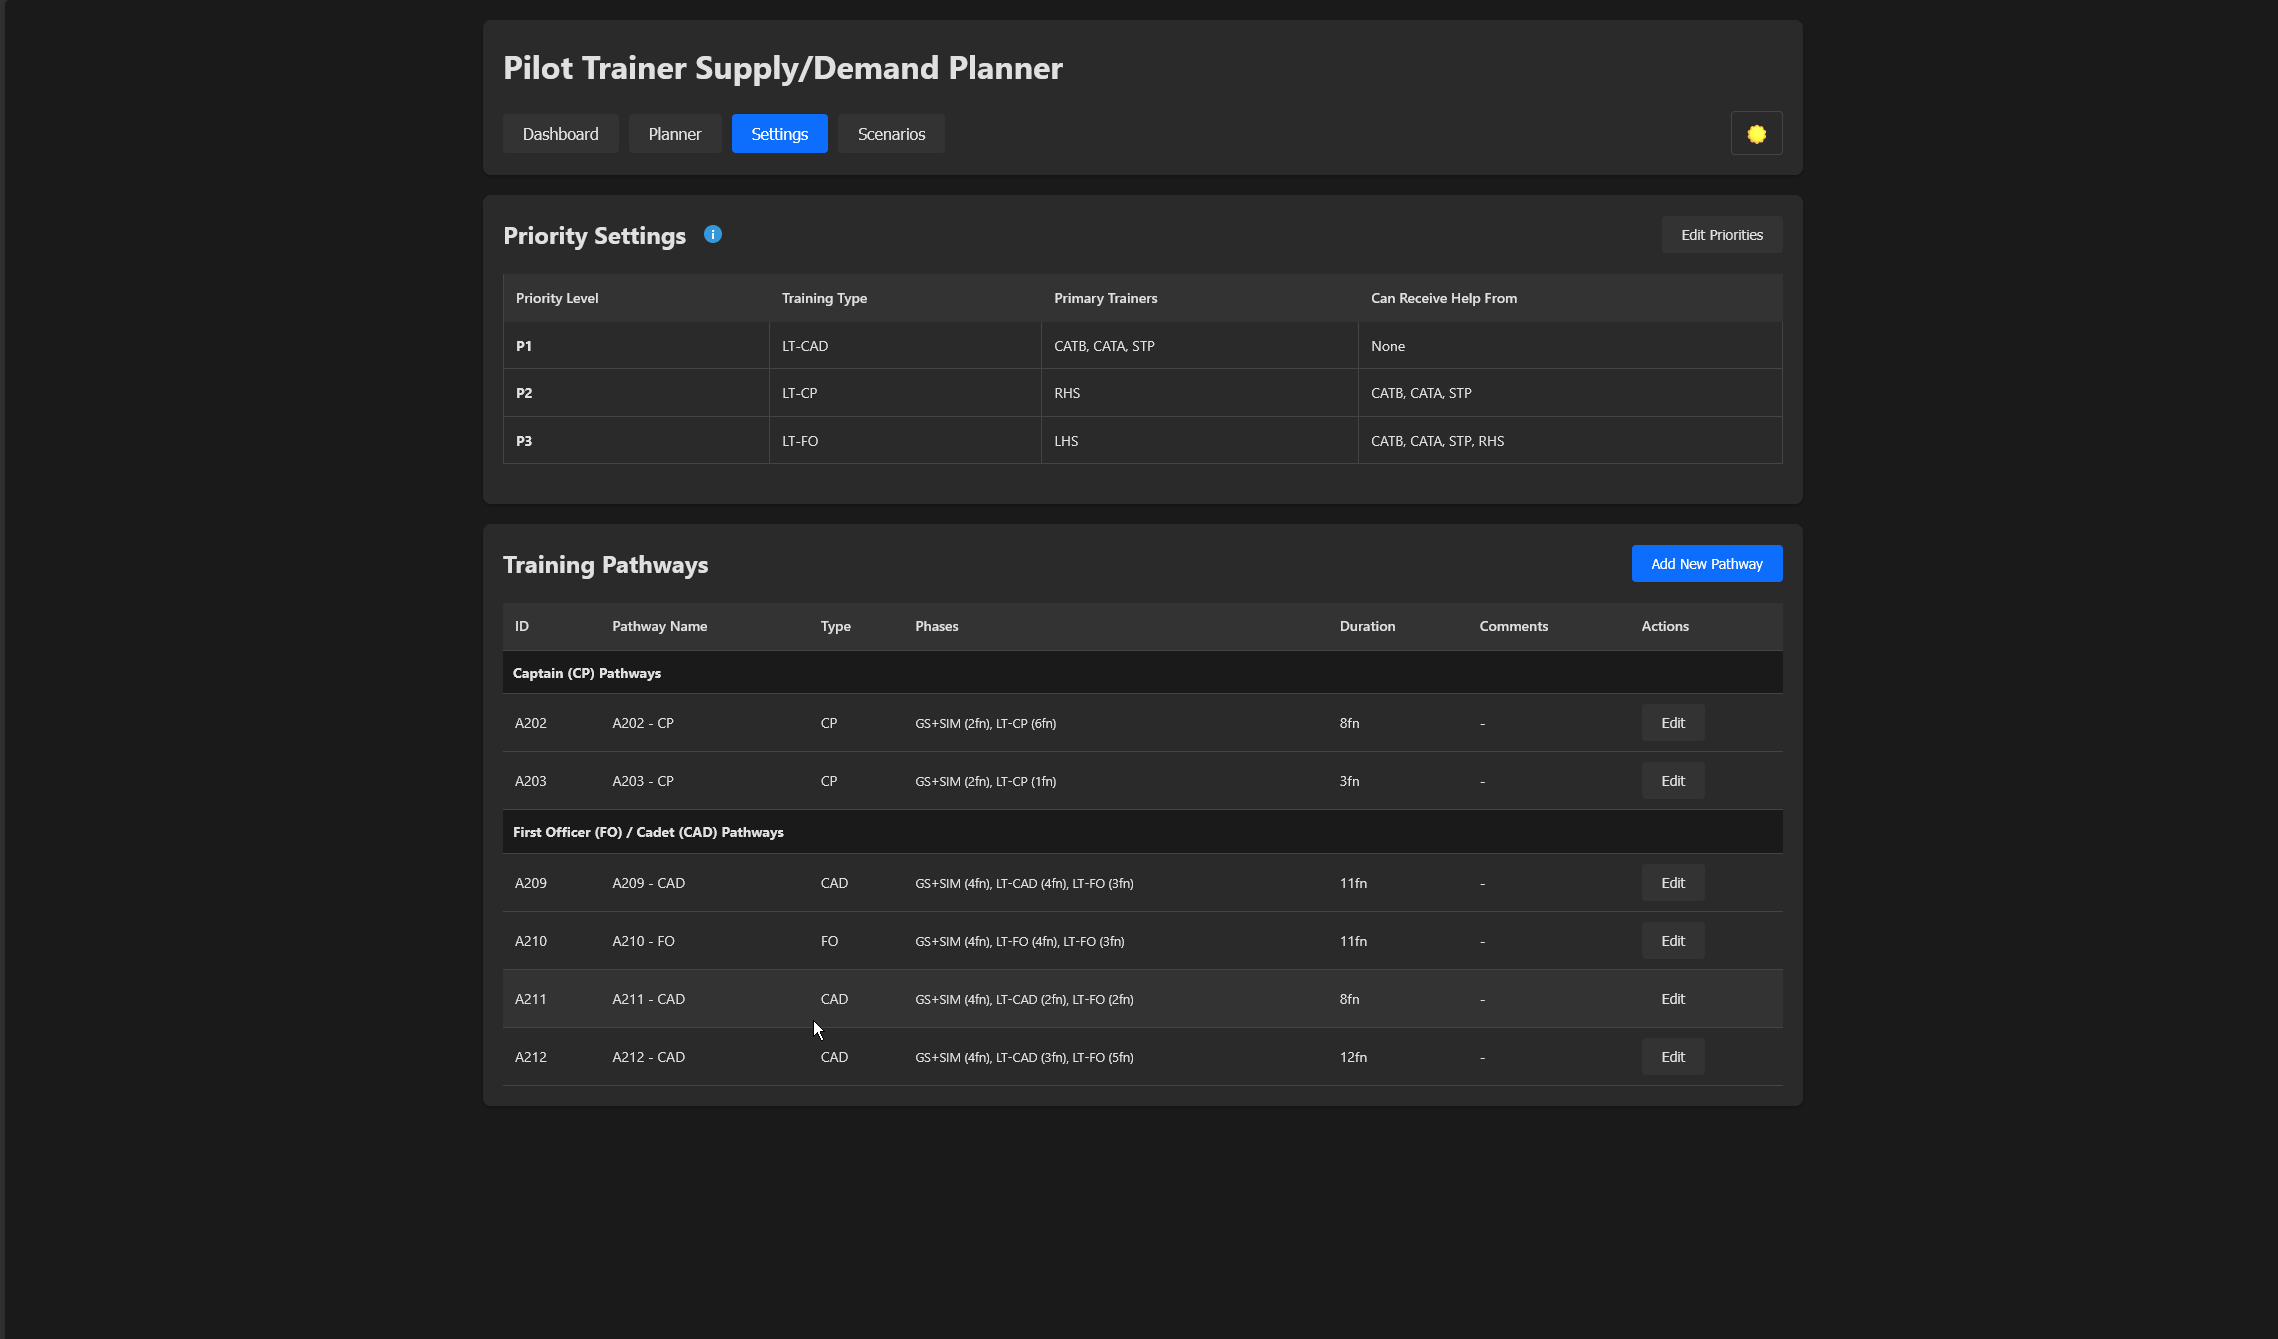 Pilot Trainer Supply/Demand Planner
Dashboard Planner Settings Scenarios
Priority Settings i Edit Priorities
Priority Level Training Type Primary Trainers Can Receive Help From
P1 LT-CAD CATB, CATA, STP None
P2 LT-CP RHS CATB, CATA, STP
P3 LT-FO LHS CATB, CATA, STP, RHS
Training Pathways Add New Pathway
ID Pathway Name Type Phases Duration Comments Actions
Captain (CP) Pathways
A202 A202 - CP CP GS+SIM (2fn), LT-CP (6fn) 8fn - Edit
A203 A203 - CP CP GS+SIM (2fn), LT-CP (1fn) 3fn - Edit
First Officer (FO) / Cadet (CAD) Pathways
A209 A209 - CAD CAD GS+SIM (4fn), LT-CAD (4fn), LT-FO (3fn) 11fn - Edit
A210 A210 - FO FO GS+SIM (4fn), LT-FO (4fn), LT-FO (3fn) 11fn - Edit
A211 A211 - CAD CAD GS+SIM (4fn), LT-CAD (2fn), LT-FO (2fn) 8fn - Edit
A212 A212 - CAD CAD GS+SIM (4fn), LT-CAD (3fn), LT-FO (5fn) 12fn - Edit